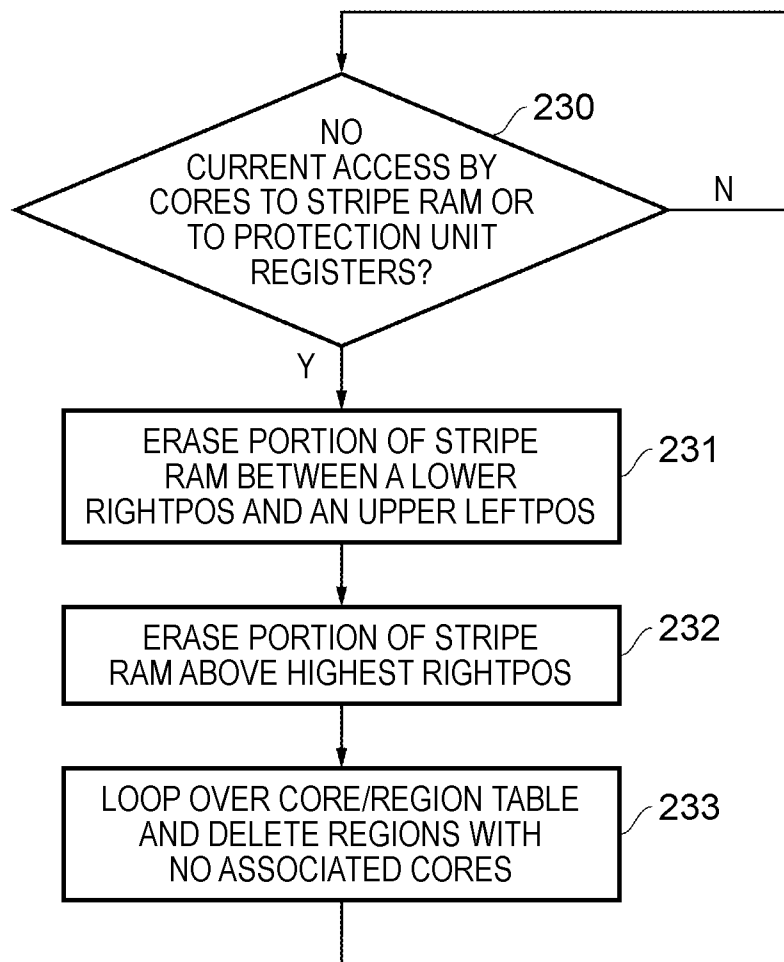 230
NO
CURRENT ACCESS BY
CORES TO STRIPE RAM OR
TO PROTECTION UNIT
REGISTERS?
N
Y
ERASE PORTION OF STRIPE
RAM BETWEEN A LOWER
RIGHTPOS AND AN UPPER LEFTPOS
231
ERASE PORTION OF STRIPE
RAM ABOVE HIGHEST RIGHTPOS
232
LOOP OVER CORE/REGION TABLE
AND DELETE REGIONS WITH
NO ASSOCIATED CORES
233